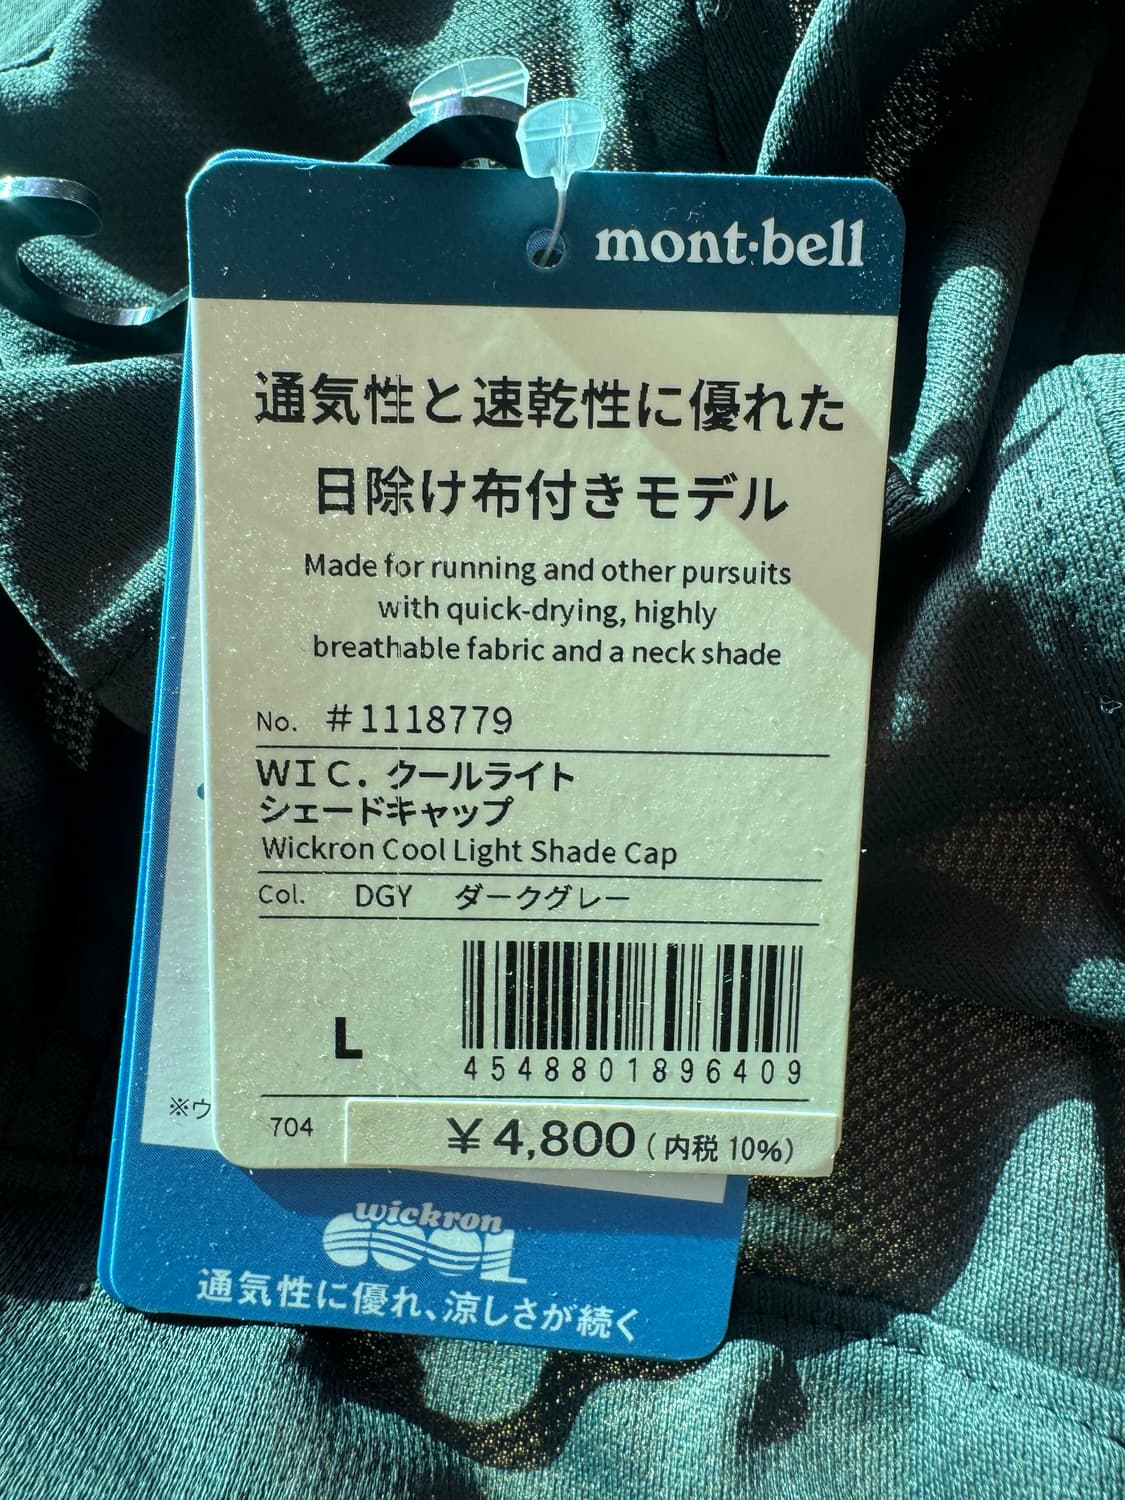 mont·bell
通気性と速乾性に優れた
日除け布付きモデル
Made for running and other pursuits
with quick-drying, highly
breathable fabric and a neck shade
No. #1118779
WIC. クールライト
シェードキャップ
Wickron Cool Light Shade Cap
Col. DGY ダークグレー
L
4548801896409
704
¥4,800(内税10%)
※ウ
wickron
COOL
通気性に優れ、涼しさが続く